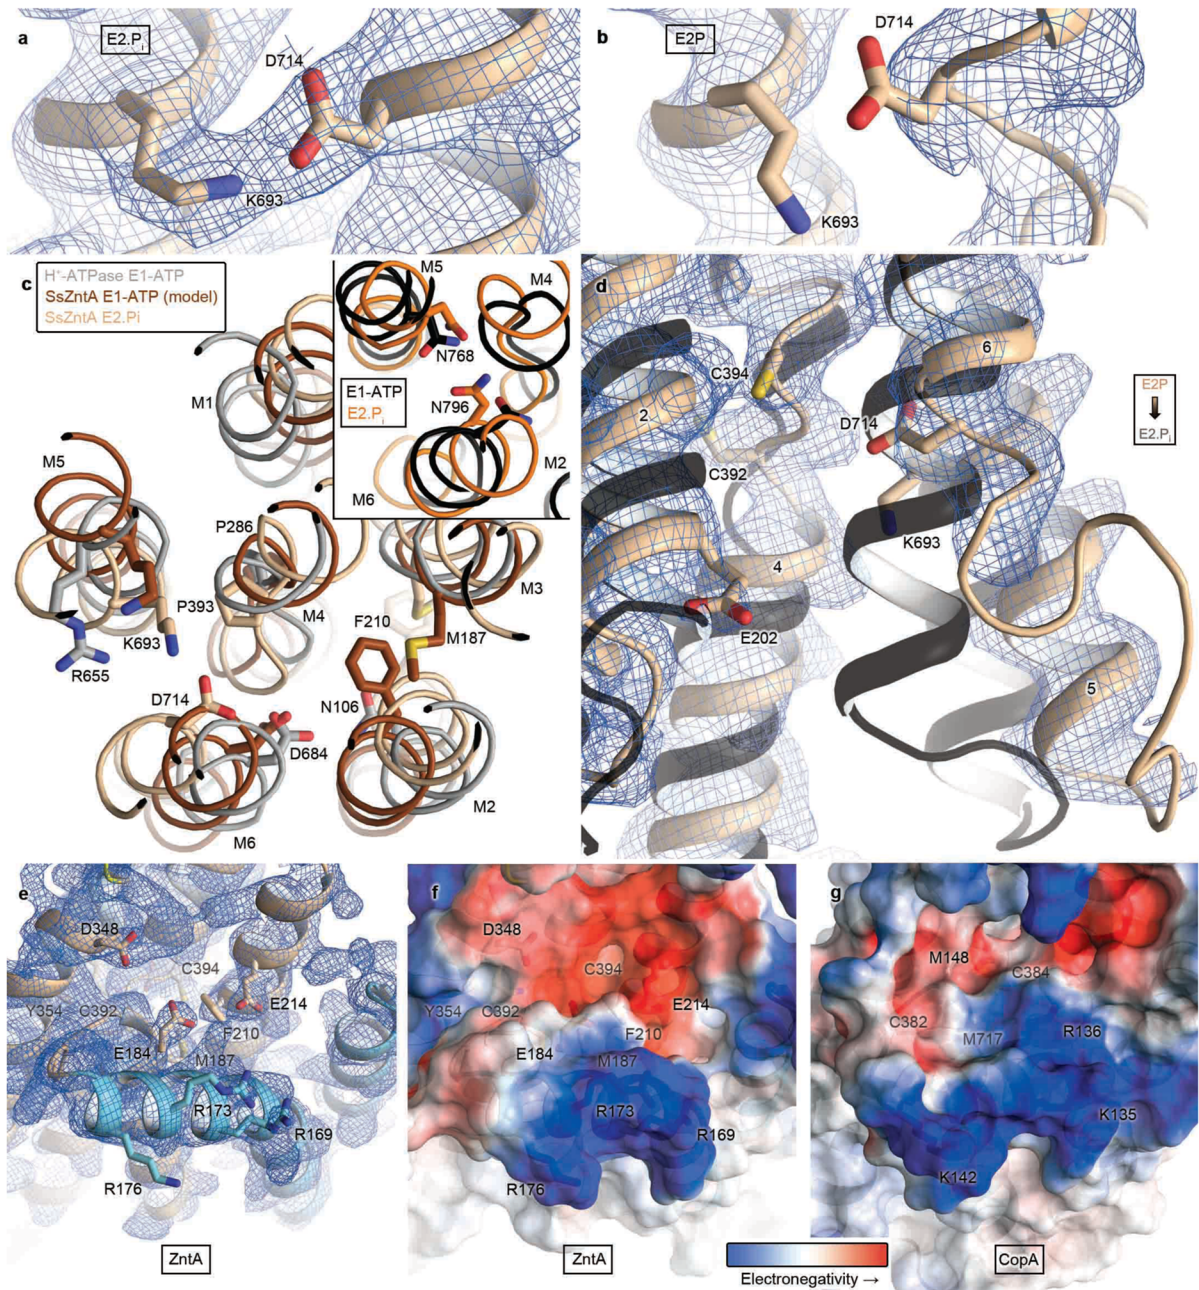 a
E2.Pi
D714
K693
b
E2P
D714
K693
c
H+-ATPase E1-ATP
SsZntA E1-ATP (model)
SsZntA E2.Pi
M5
M4
N768
E1-ATP
E2.Pi
N796
M2
M6
M1
M5
P286
M3
P393
M4
F210
M187
K693
R655
D714
N106
D684
M2
M6
d
C394
6
2
D714
C392
K693
4
E202
5
E2P
E2.Pi
e
D348
C394
E214
Y354
C392
F210
E184
M187
R173
R169
R176
ZntA
f
D348
C394
E214
Y354
C392
F210
E184
M187
R173
R169
R176
ZntA
g
M148
C384
C382
M717
R136
K135
K142
CopA
Electronegativity →